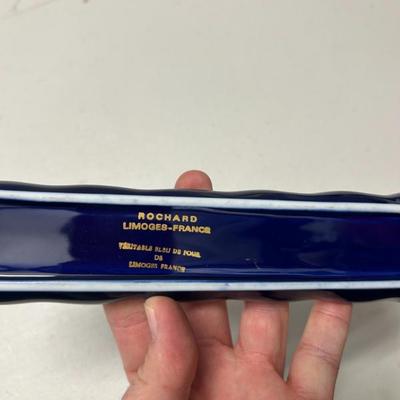 ROCHARD
LIMOGES-FRANCE
VÉRITABLE BLEU DE FOUR
DE
LIMOGES FRANCE